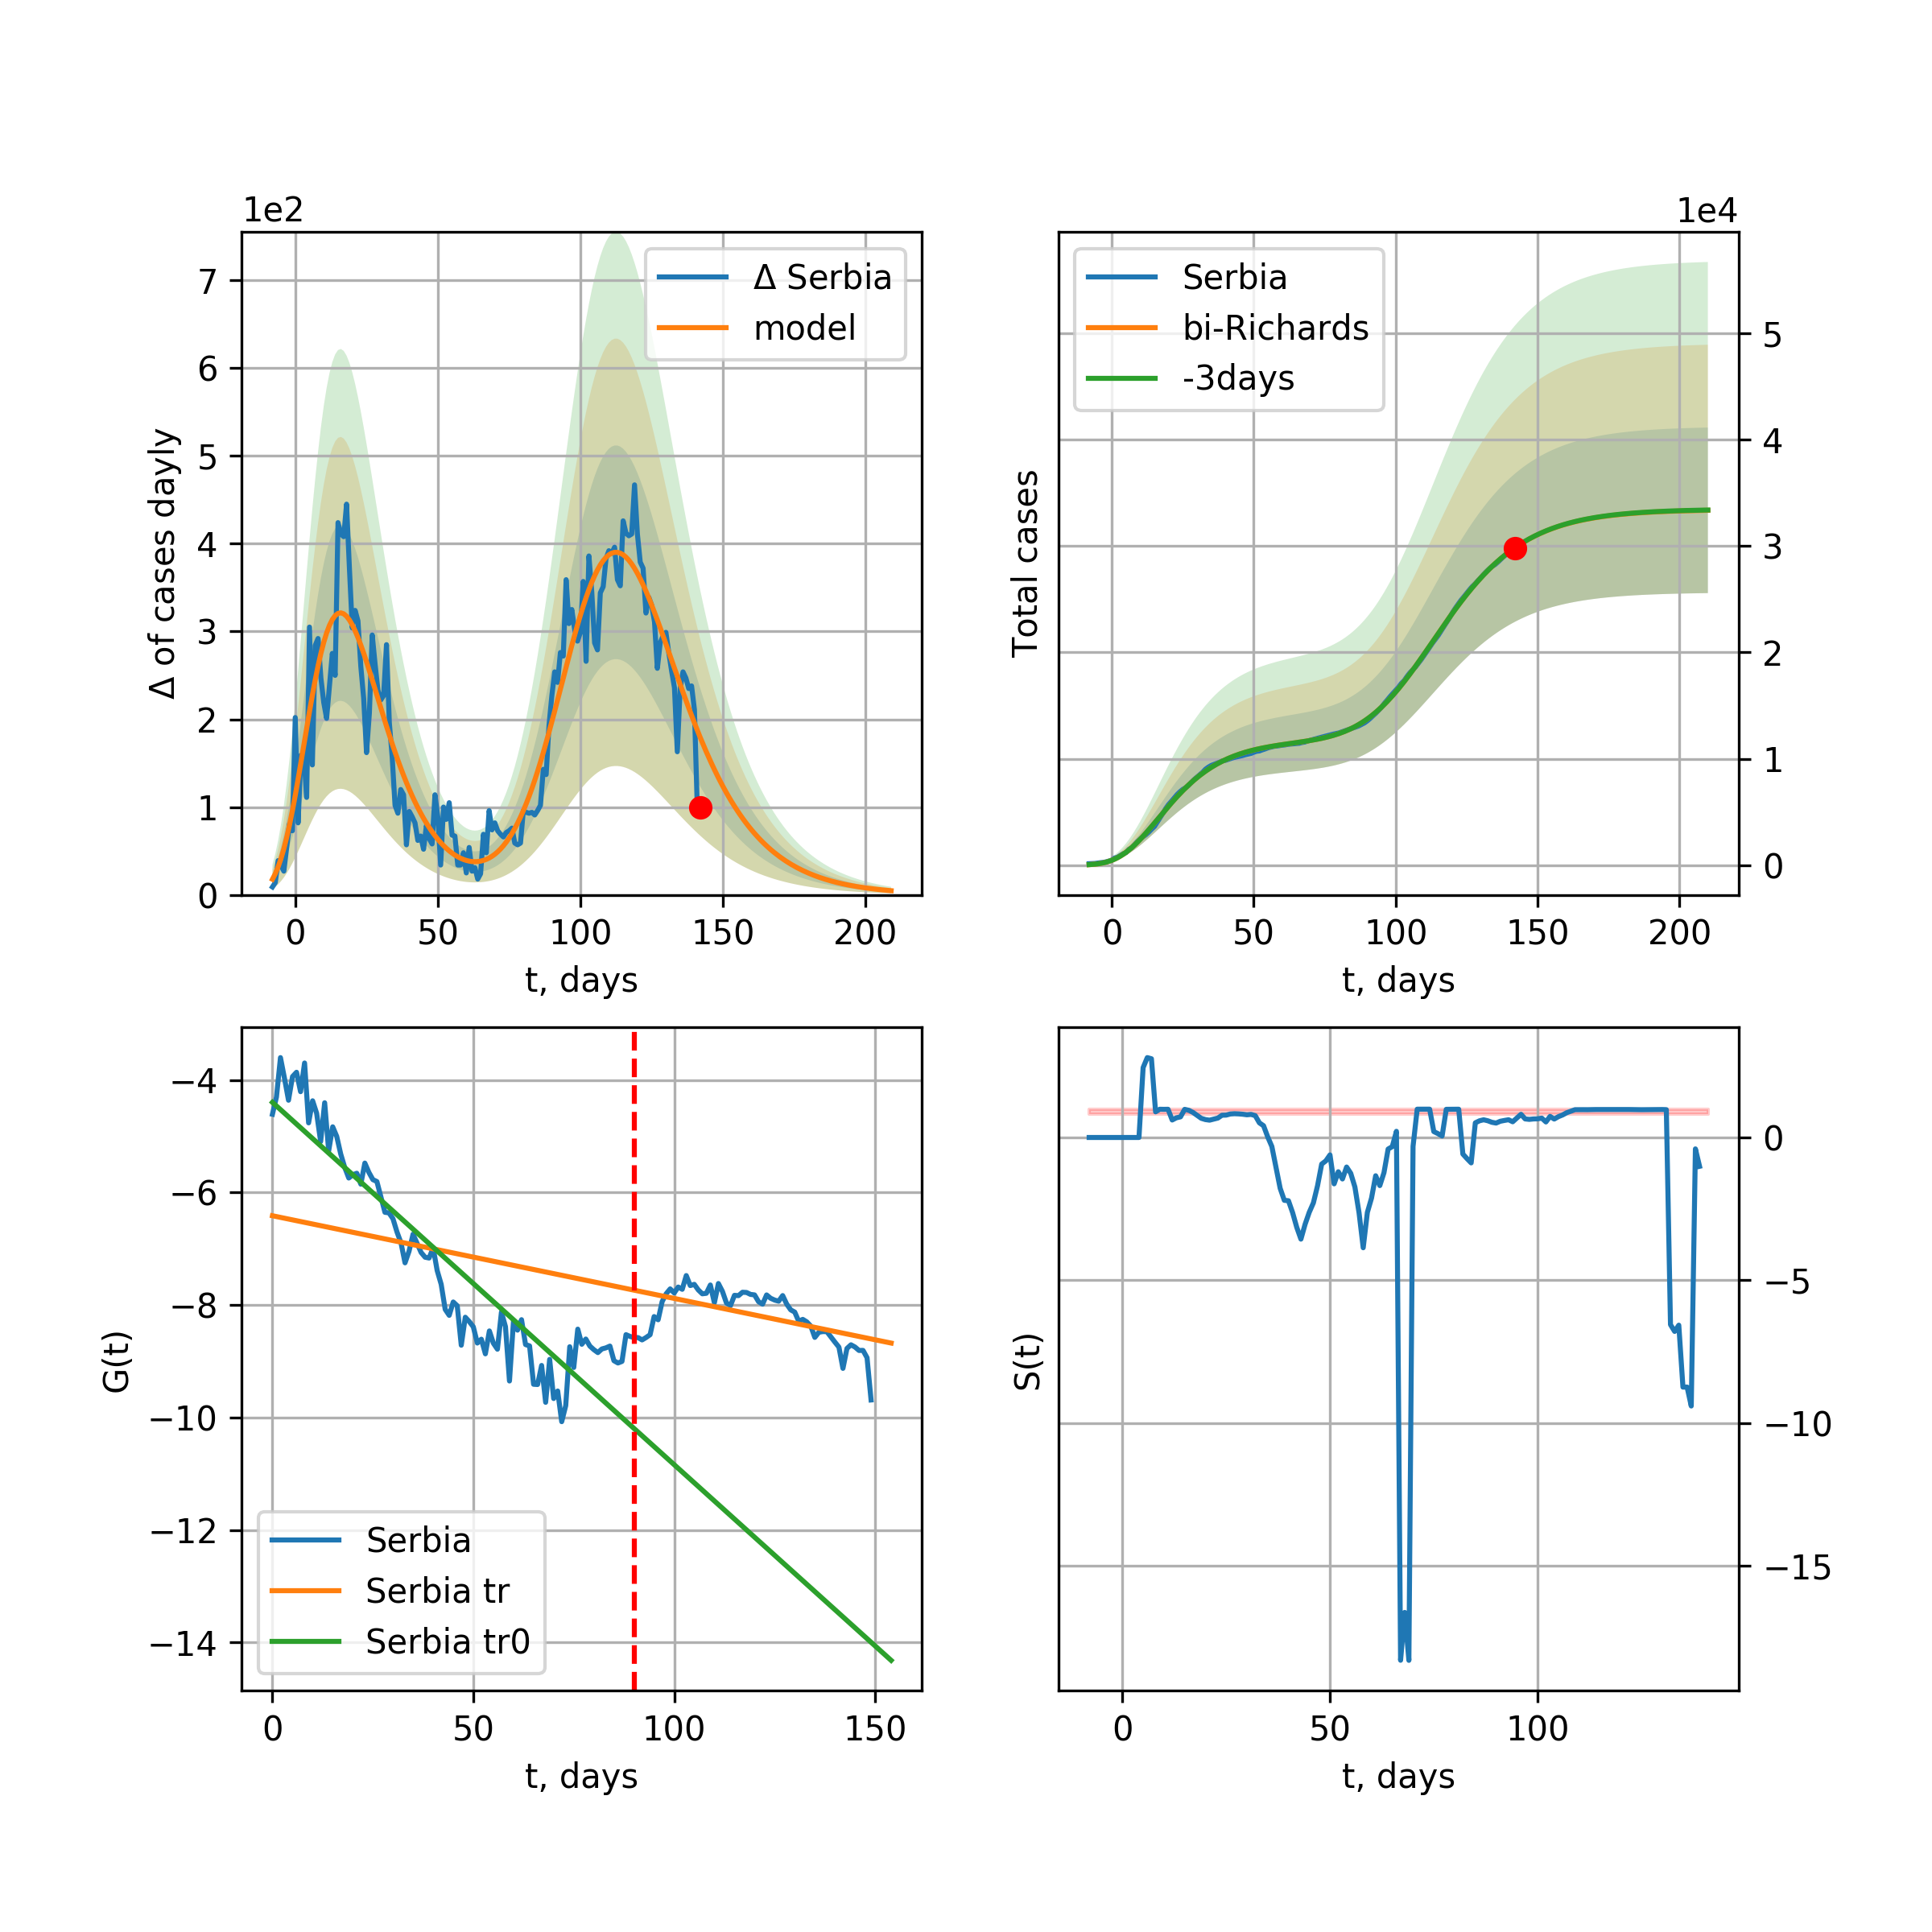 1e2
Δ of cases dayly
7
6
5
4
3
2
1
0
Δ Serbia
model
0 50 100 150 200
t, days
1e4
Total cases
Serbia
bi-Richards
-3days
5
4
3
2
1
0
0 50 100 150 200
t, days
G(t)
−4
−6
−8
−10
−12
−14
Serbia
Serbia tr
Serbia tr0
0 50 100 150
t, days
S(t)
0
−5
−10
−15
0 50 100
t, days